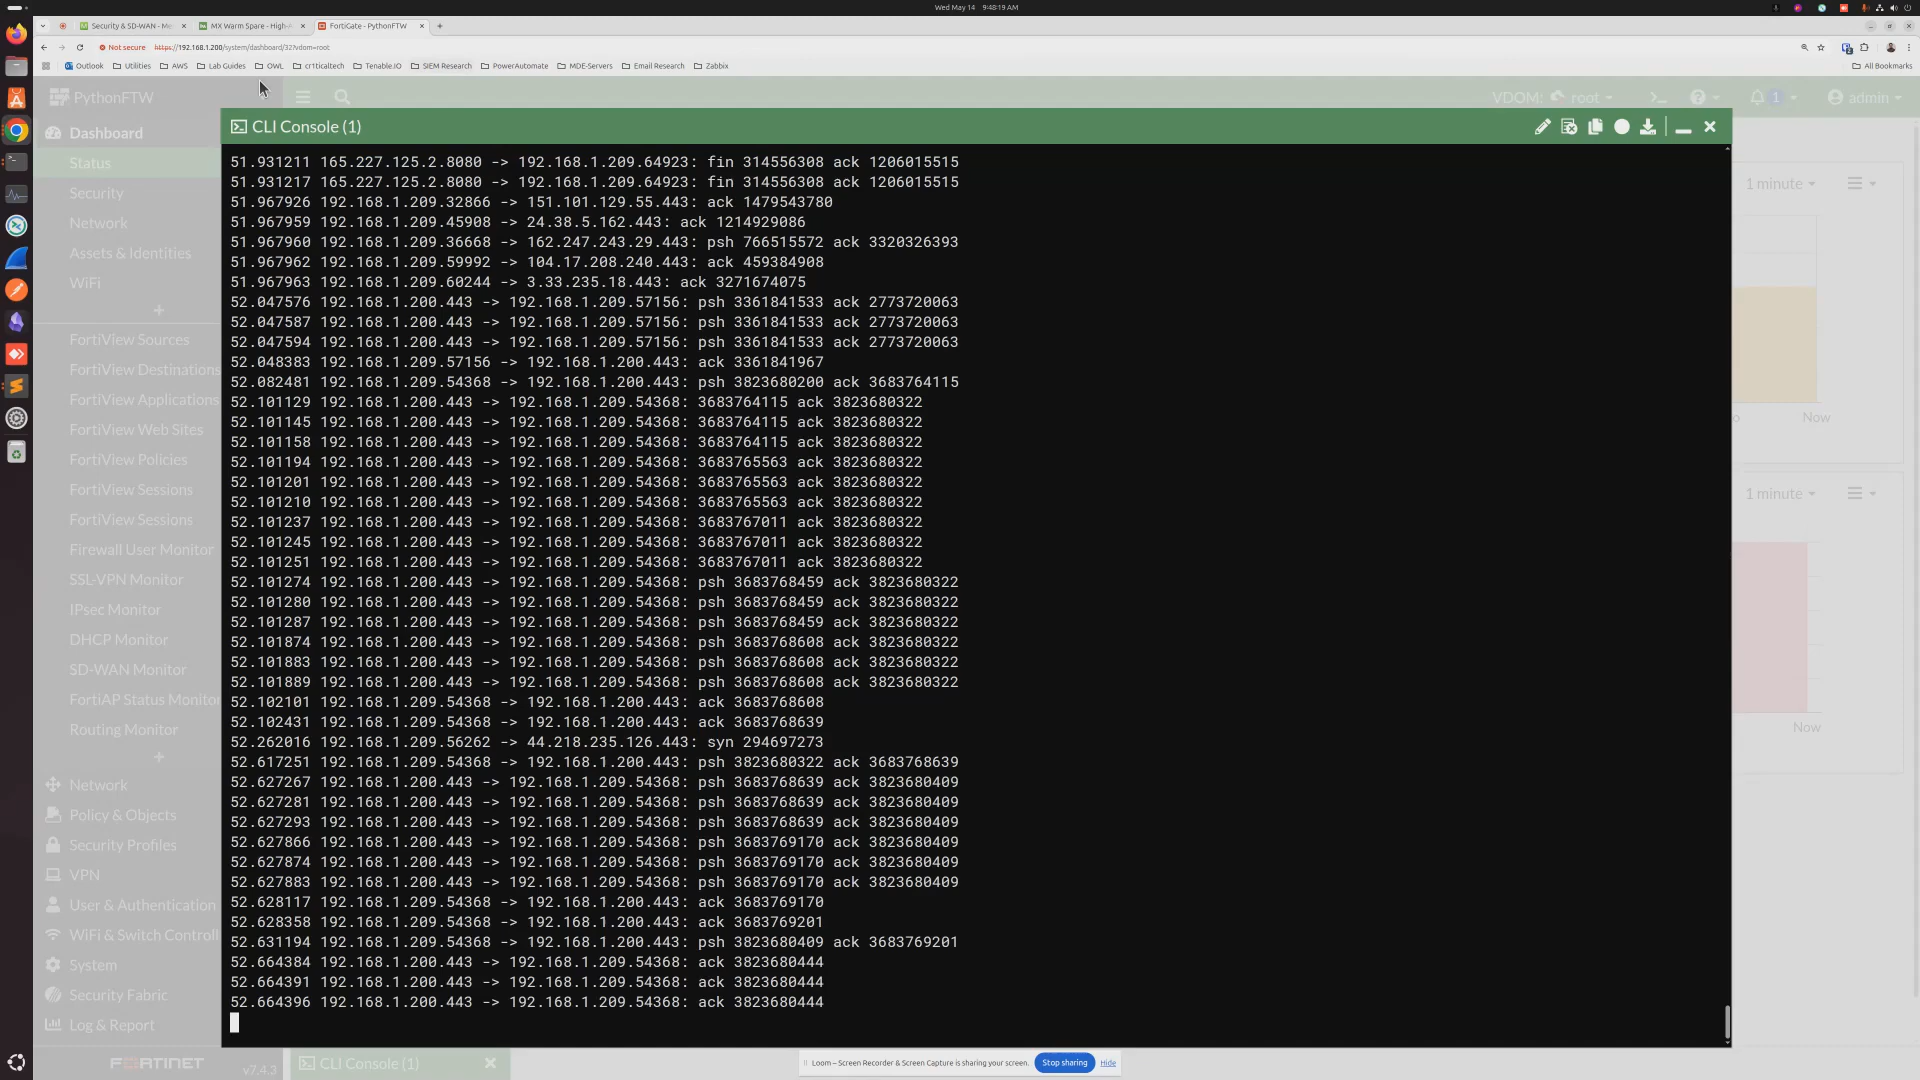 Wed May 14 9:48:19 AM
Security & SD-WAN - Me
MX Warm Spare - High-A
FortiGate - PythonFTW
Not secure https://192.168.1.200/system/dashboard/32?vdom=root
Outlook Utilities AWS Lab Guides OWL cr1ticaltech Tenable.IO SIEM Research PowerAutomate MDE-Servers Email Research Zabbix All Bookmarks
PythonFTW
VDOM: root
1
admin
CLI Console (1)
Dashboard
Status
Security
Network
Assets & Identities
WiFi
FortiView Sources
FortiView Destinations
FortiView Applications
FortiView Web Sites
FortiView Policies
FortiView Sessions
FortiView Sessions
Firewall User Monitor
SSL-VPN Monitor
IPsec Monitor
DHCP Monitor
SD-WAN Monitor
FortiAP Status Monitor
Routing Monitor
Network
Policy & Objects
Security Profiles
VPN
User & Authentication
WiFi & Switch Controll
System
Security Fabric
Log & Report
FORTINET v7.4.3
51.931211 165.227.125.2.8080 -> 192.168.1.209.64923: fin 314556308 ack 1206015515
51.931217 165.227.125.2.8080 -> 192.168.1.209.64923: fin 314556308 ack 1206015515
51.967926 192.168.1.209.32866 -> 151.101.129.55.443: ack 1479543780
51.967959 192.168.1.209.45908 -> 24.38.5.162.443: ack 1214929086
51.967960 192.168.1.209.36668 -> 162.247.243.29.443: psh 766515572 ack 3320326393
51.967962 192.168.1.209.59992 -> 104.17.208.240.443: ack 459384908
51.967963 192.168.1.209.60244 -> 3.33.235.18.443: ack 3271674075
52.047576 192.168.1.200.443 -> 192.168.1.209.57156: psh 3361841533 ack 2773720063
52.047587 192.168.1.200.443 -> 192.168.1.209.57156: psh 3361841533 ack 2773720063
52.047594 192.168.1.200.443 -> 192.168.1.209.57156: psh 3361841533 ack 2773720063
52.048383 192.168.1.209.57156 -> 192.168.1.200.443: ack 3361841967
52.082481 192.168.1.209.54368 -> 192.168.1.200.443: psh 3823680200 ack 3683764115
52.101129 192.168.1.200.443 -> 192.168.1.209.54368: 3683764115 ack 3823680322
52.101145 192.168.1.200.443 -> 192.168.1.209.54368: 3683764115 ack 3823680322
52.101158 192.168.1.200.443 -> 192.168.1.209.54368: 3683764115 ack 3823680322
52.101194 192.168.1.200.443 -> 192.168.1.209.54368: 3683765563 ack 3823680322
52.101201 192.168.1.200.443 -> 192.168.1.209.54368: 3683765563 ack 3823680322
52.101210 192.168.1.200.443 -> 192.168.1.209.54368: 3683765563 ack 3823680322
52.101237 192.168.1.200.443 -> 192.168.1.209.54368: 3683767011 ack 3823680322
52.101245 192.168.1.200.443 -> 192.168.1.209.54368: 3683767011 ack 3823680322
52.101251 192.168.1.200.443 -> 192.168.1.209.54368: 3683767011 ack 3823680322
52.101274 192.168.1.200.443 -> 192.168.1.209.54368: psh 3683768459 ack 3823680322
52.101280 192.168.1.200.443 -> 192.168.1.209.54368: psh 3683768459 ack 3823680322
52.101287 192.168.1.200.443 -> 192.168.1.209.54368: psh 3683768459 ack 3823680322
52.101874 192.168.1.200.443 -> 192.168.1.209.54368: psh 3683768608 ack 3823680322
52.101883 192.168.1.200.443 -> 192.168.1.209.54368: psh 3683768608 ack 3823680322
52.101889 192.168.1.200.443 -> 192.168.1.209.54368: psh 3683768608 ack 3823680322
52.102101 192.168.1.209.54368 -> 192.168.1.200.443: ack 3683768608
52.102431 192.168.1.209.54368 -> 192.168.1.200.443: ack 3683768639
52.262016 192.168.1.209.56262 -> 44.218.235.126.443: syn 294697273
52.617251 192.168.1.209.54368 -> 192.168.1.200.443: psh 3823680322 ack 3683768639
52.627267 192.168.1.200.443 -> 192.168.1.209.54368: psh 3683768639 ack 3823680409
52.627281 192.168.1.200.443 -> 192.168.1.209.54368: psh 3683768639 ack 3823680409
52.627293 192.168.1.200.443 -> 192.168.1.209.54368: psh 3683768639 ack 3823680409
52.627866 192.168.1.200.443 -> 192.168.1.209.54368: psh 3683769170 ack 3823680409
52.627874 192.168.1.200.443 -> 192.168.1.209.54368: psh 3683769170 ack 3823680409
52.627883 192.168.1.200.443 -> 192.168.1.209.54368: psh 3683769170 ack 3823680409
52.628117 192.168.1.209.54368 -> 192.168.1.200.443: ack 3683769170
52.628358 192.168.1.209.54368 -> 192.168.1.200.443: ack 3683769201
52.631194 192.168.1.209.54368 -> 192.168.1.200.443: psh 3823680409 ack 3683769201
52.664384 192.168.1.200.443 -> 192.168.1.209.54368: ack 3823680444
52.664391 192.168.1.200.443 -> 192.168.1.209.54368: ack 3823680444
52.664396 192.168.1.200.443 -> 192.168.1.209.54368: ack 3823680444
1 minute
Now
1 minute
Now
CLI Console (1)
Loom – Screen Recorder & Screen Capture is sharing your screen.
Stop sharing
Hide